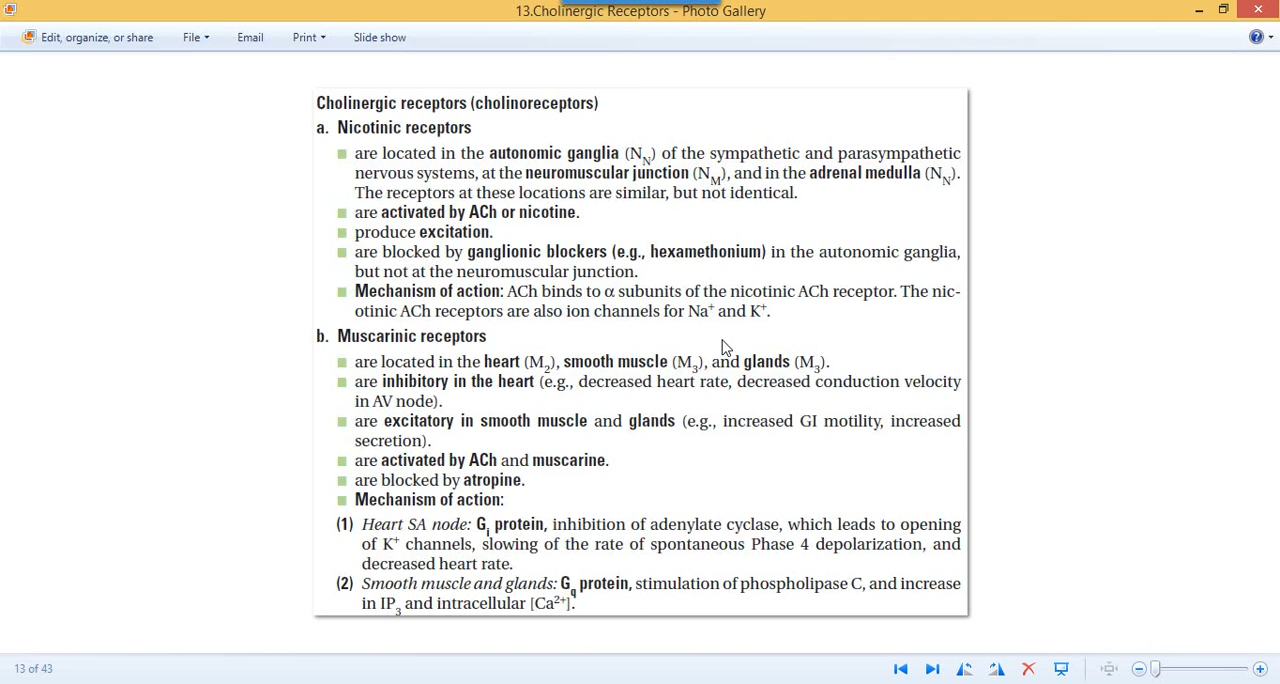 13.Cholinergic Receptors - Photo Gallery
Edit, organize, or share File Email Print Slide show
Cholinergic receptors (cholinoreceptors)
a. Nicotinic receptors
are located in the autonomic ganglia (N_N) of the sympathetic and parasympathetic
nervous systems, at the neuromuscular junction (N_M), and in the adrenal medulla (N_N).
The receptors at these locations are similar, but not identical.
are activated by ACh or nicotine.
produce excitation.
are blocked by ganglionic blockers (e.g., hexamethonium) in the autonomic ganglia,
but not at the neuromuscular junction.
Mechanism of action: ACh binds to α subunits of the nicotinic ACh receptor. The nic-
otinic ACh receptors are also ion channels for Na⁺ and K⁺.
b. Muscarinic receptors
are located in the heart (M₂), smooth muscle (M₃), and glands (M₃).
are inhibitory in the heart (e.g., decreased heart rate, decreased conduction velocity
in AV node).
are excitatory in smooth muscle and glands (e.g., increased GI motility, increased
secretion).
are activated by ACh and muscarine.
are blocked by atropine.
Mechanism of action:
(1) Heart SA node: G_i protein, inhibition of adenylate cyclase, which leads to opening
of K⁺ channels, slowing of the rate of spontaneous Phase 4 depolarization, and
decreased heart rate.
(2) Smooth muscle and glands: G_q protein, stimulation of phospholipase C, and increase
in IP₃ and intracellular [Ca²⁺].
13 of 43